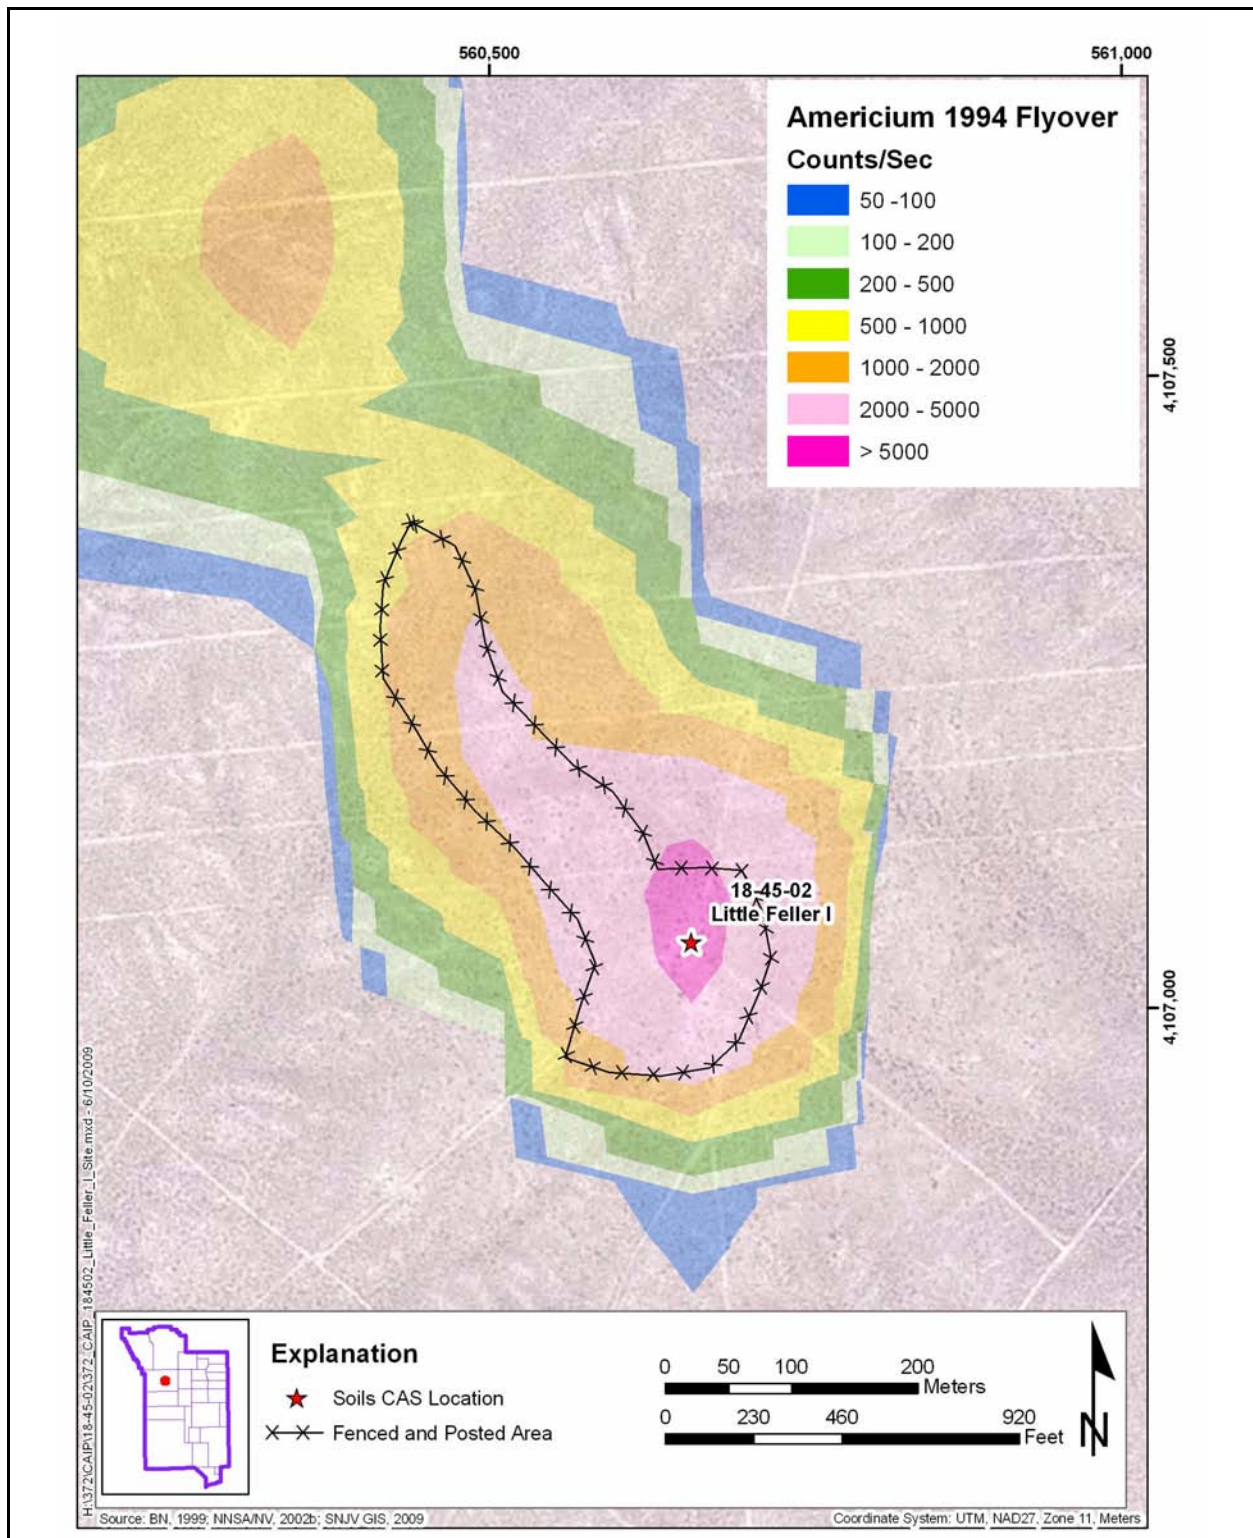 560,500
561,000
Americium 1994 Flyover
Counts/Sec
50 -100
100 - 200
200 - 500
500 - 1000
1000 - 2000
2000 - 5000
> 5000
4,107,500
18-45-02
Little Feller I
4,107,000
H:\372\CAIP\18-45-02\372_CAIP_184502_Little_Feller_I_Site.mxd - 6/10/2009
Explanation
Soils CAS Location
Fenced and Posted Area
0 50 100 200
Meters
0 230 460 920
Feet
N
Source: BN, 1999; NNSA/NV, 2002b; SNJV GIS, 2009
Coordinate System: UTM, NAD27, Zone 11, Meters